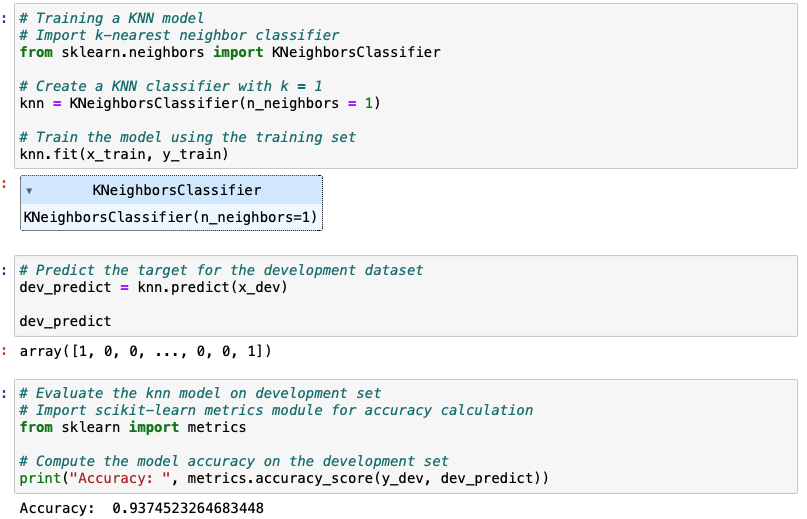 : # Training a KNN model
# Import k-nearest neighbor classifier
from sklearn.neighbors import KNeighborsClassifier
# Create a KNN classifier with k = 1
knn = KNeighborsClassifier(n_neighbors = 1)
# Train the model using the training set
knn.fit(x_train, y_train)
: ▾ KNeighborsClassifier
KNeighborsClassifier(n_neighbors=1)
: # Predict the target for the development dataset
dev_predict = knn.predict(x_dev)
dev_predict
: array([1, 0, 0, ..., 0, 0, 1])
: # Evaluate the knn model on development set
# Import scikit-learn metrics module for accuracy calculation
from sklearn import metrics
# Compute the model accuracy on the development set
print("Accuracy: ", metrics.accuracy_score(y_dev, dev_predict))
Accuracy:  0.9374523264683448